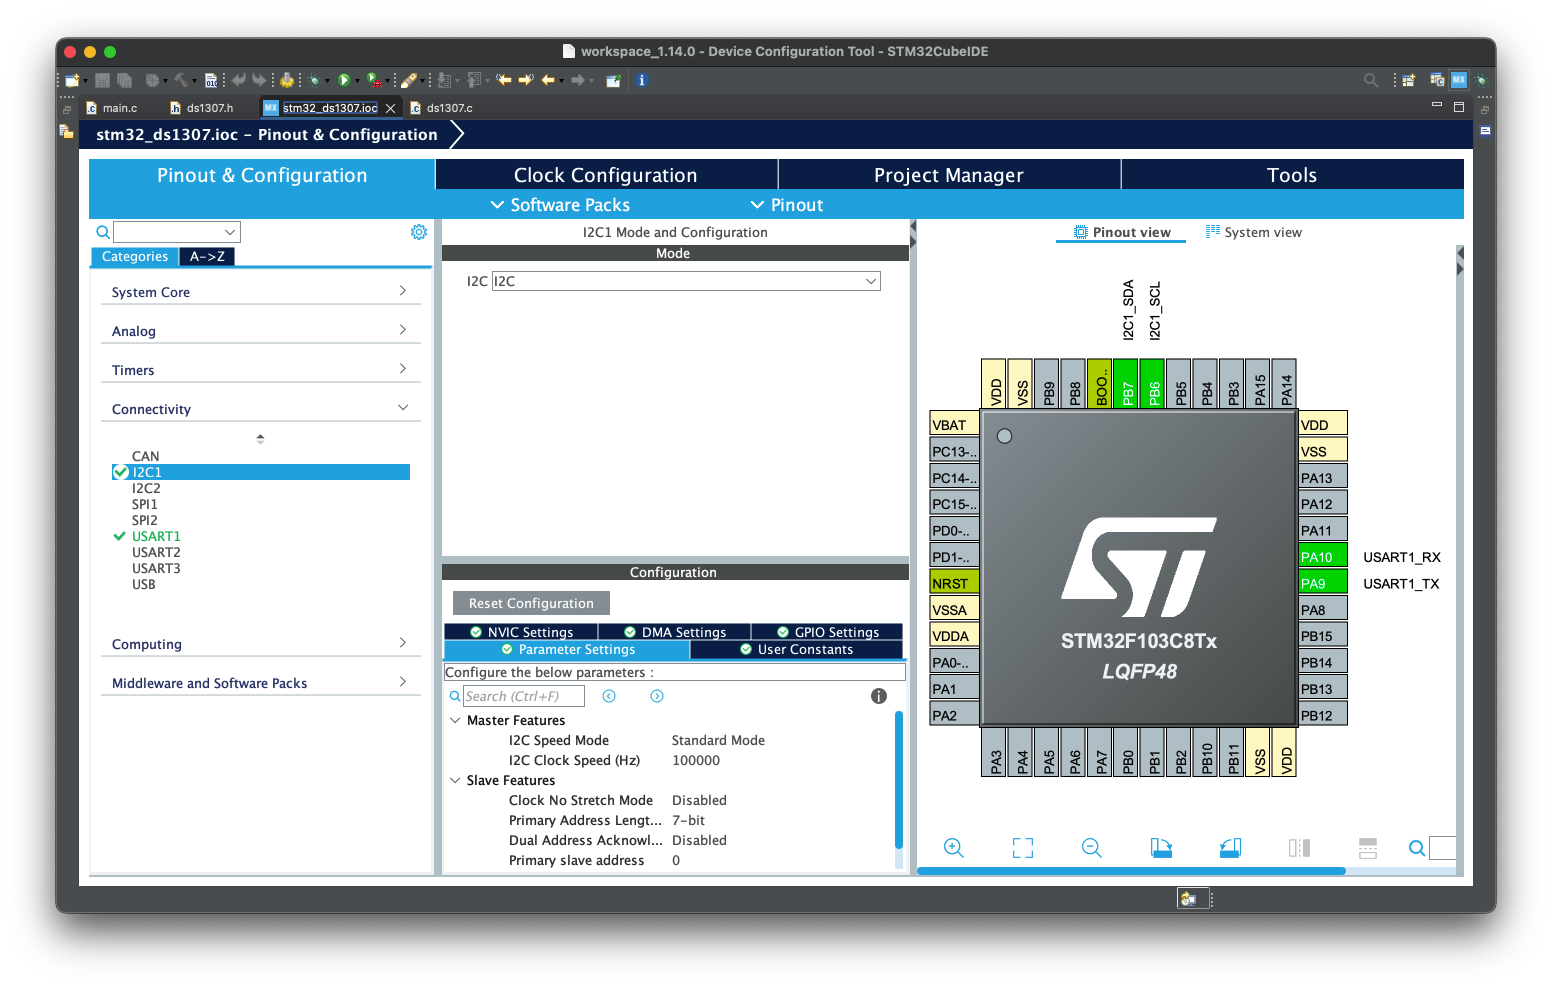 workspace_1.14.0 - Device Configuration Tool - STM32CubeIDE
main.c
ds1307.h
stm32_ds1307.ioc
ds1307.c
stm32_ds1307.ioc - Pinout & Configuration
Pinout & Configuration
Clock Configuration
Project Manager
Tools
Software Packs
Pinout
Categories
A->Z
System Core
Analog
Timers
Connectivity
CAN
I2C1
I2C2
SPI1
SPI2
USART1
USART2
USART3
USB
Computing
Middleware and Software Packs
I2C1 Mode and Configuration
Mode
I2C I2C
Configuration
Reset Configuration
NVIC Settings
DMA Settings
GPIO Settings
Parameter Settings
User Constants
Configure the below parameters :
Search (Ctrl+F)
Master Features
I2C Speed Mode Standard Mode
I2C Clock Speed (Hz) 100000
Slave Features
Clock No Stretch Mode Disabled
Primary Address Lengt... 7-bit
Dual Address Acknowl... Disabled
Primary slave address 0
Pinout view
System view
I2C1_SDA
I2C1_SCL
VDD
VSS
PB9
PB8
BOO..
PB7
PB6
PB5
PB4
PB3
PA15
PA14
VBAT
PC13-..
PC14-..
PC15-..
PD0-..
PD1-..
NRST
VSSA
VDDA
PA0-..
PA1
PA2
ST
STM32F103C8Tx
LQFP48
VDD
VSS
PA13
PA12
PA11
PA10 USART1_RX
PA9 USART1_TX
PA8
PB15
PB14
PB13
PB12
PA3
PA4
PA5
PA6
PA7
PB0
PB1
PB2
PB10
PB11
VSS
VDD